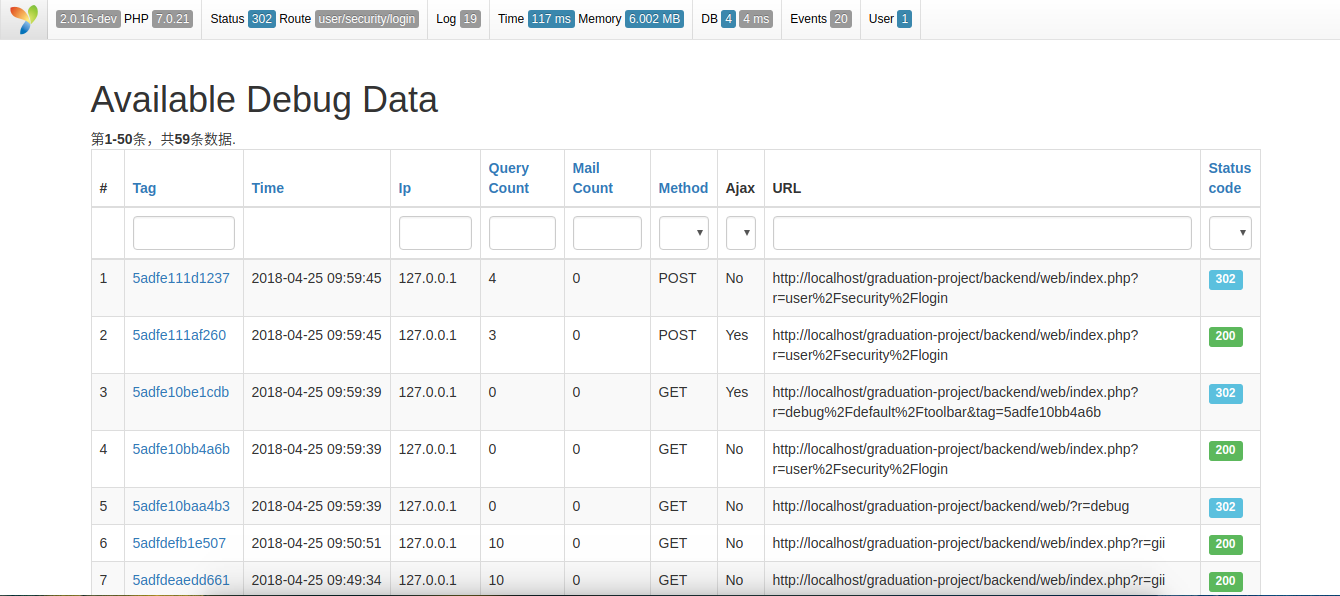 2.0.16-dev PHP 7.0.21 Status 302 Route user/security/login Log 19 Time 117 ms Memory 6.002 MB DB 4 4 ms Events 20 User 1
Available Debug Data
第1-50条，共59条数据.
# Tag Time Ip Query Count Mail Count Method Ajax URL Status code
1 5adfe111d1237 2018-04-25 09:59:45 127.0.0.1 4 0 POST No http://localhost/graduation-project/backend/web/index.php? 302
r=user%2Fsecurity%2Flogin
2 5adfe111af260 2018-04-25 09:59:45 127.0.0.1 3 0 POST Yes http://localhost/graduation-project/backend/web/index.php? 200
r=user%2Fsecurity%2Flogin
3 5adfe10be1cdb 2018-04-25 09:59:39 127.0.0.1 0 0 GET Yes http://localhost/graduation-project/backend/web/index.php? 302
r=debug%2Fdefault%2Ftoolbar&tag=5adfe10bb4a6b
4 5adfe10bb4a6b 2018-04-25 09:59:39 127.0.0.1 0 0 GET No http://localhost/graduation-project/backend/web/index.php? 200
r=user%2Fsecurity%2Flogin
5 5adfe10baa4b3 2018-04-25 09:59:39 127.0.0.1 0 0 GET No http://localhost/graduation-project/backend/web/?r=debug 302
6 5adfdefb1e507 2018-04-25 09:50:51 127.0.0.1 10 0 GET No http://localhost/graduation-project/backend/web/index.php?r=gii 200
7 5adfdeaedd661 2018-04-25 09:49:34 127.0.0.1 10 0 GET No http://localhost/graduation-project/backend/web/index.php?r=gii 200